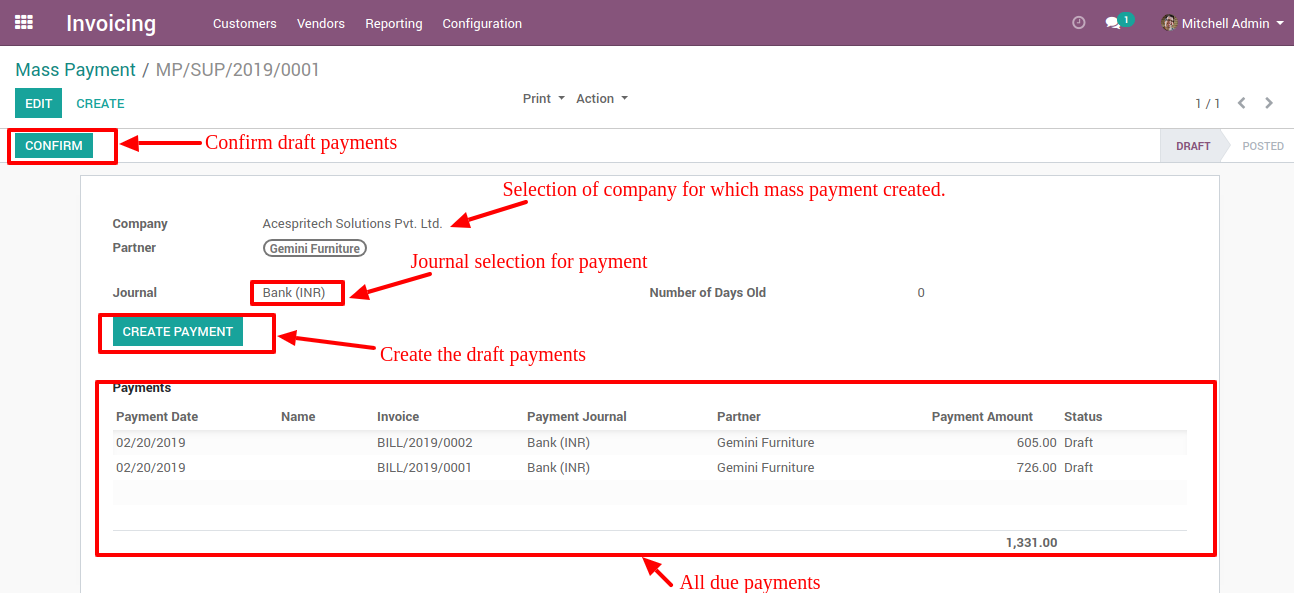 Invoicing Customers Vendors Reporting Configuration 1 Mitchell Admin
Mass Payment / MP/SUP/2019/0001
EDIT CREATE Print Action 1 / 1
CONFIRM Confirm draft payments DRAFT POSTED
Selection of company for which mass payment created.
Company Acespritech Solutions Pvt. Ltd.
Partner Gemini Furniture
Journal selection for payment
Journal Bank (INR) Number of Days Old 0
CREATE PAYMENT
Create the draft payments
Payments
Payment Date Name Invoice Payment Journal Partner Payment Amount Status
02/20/2019 BILL/2019/0002 Bank (INR) Gemini Furniture 605.00 Draft
02/20/2019 BILL/2019/0001 Bank (INR) Gemini Furniture 726.00 Draft
1,331.00
All due payments